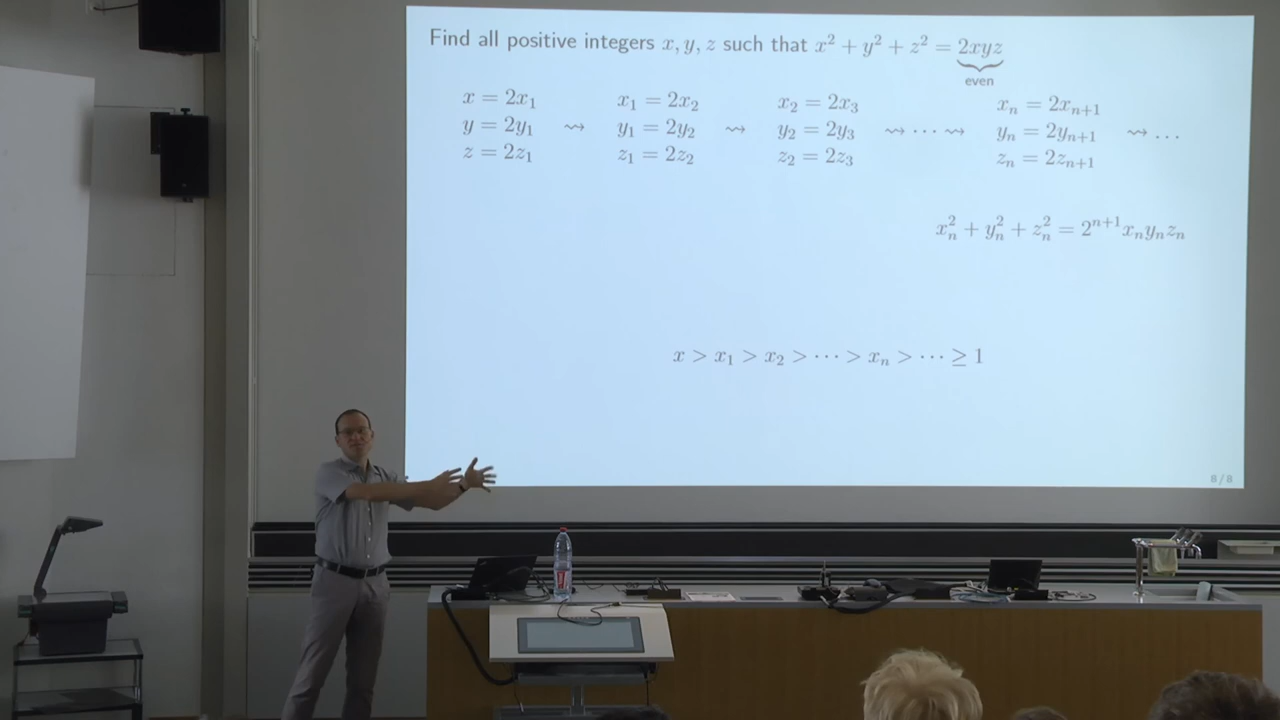 Find all positive integers x, y, z such that x² + y² + z² = 2xyz
even
x = 2x₁ x₁ = 2x₂ x₂ = 2x₃ xₙ = 2xₙ₊₁
y = 2y₁ ⇝ y₁ = 2y₂ ⇝ y₂ = 2y₃ ⇝ ⋯ ⇝ yₙ = 2yₙ₊₁ ⇝ …
z = 2z₁ z₁ = 2z₂ z₂ = 2z₃ zₙ = 2zₙ₊₁
xₙ² + yₙ² + zₙ² = 2ⁿ⁺¹xₙyₙzₙ
x > x₁ > x₂ > ⋯ > xₙ > ⋯ ≥ 1
8/8